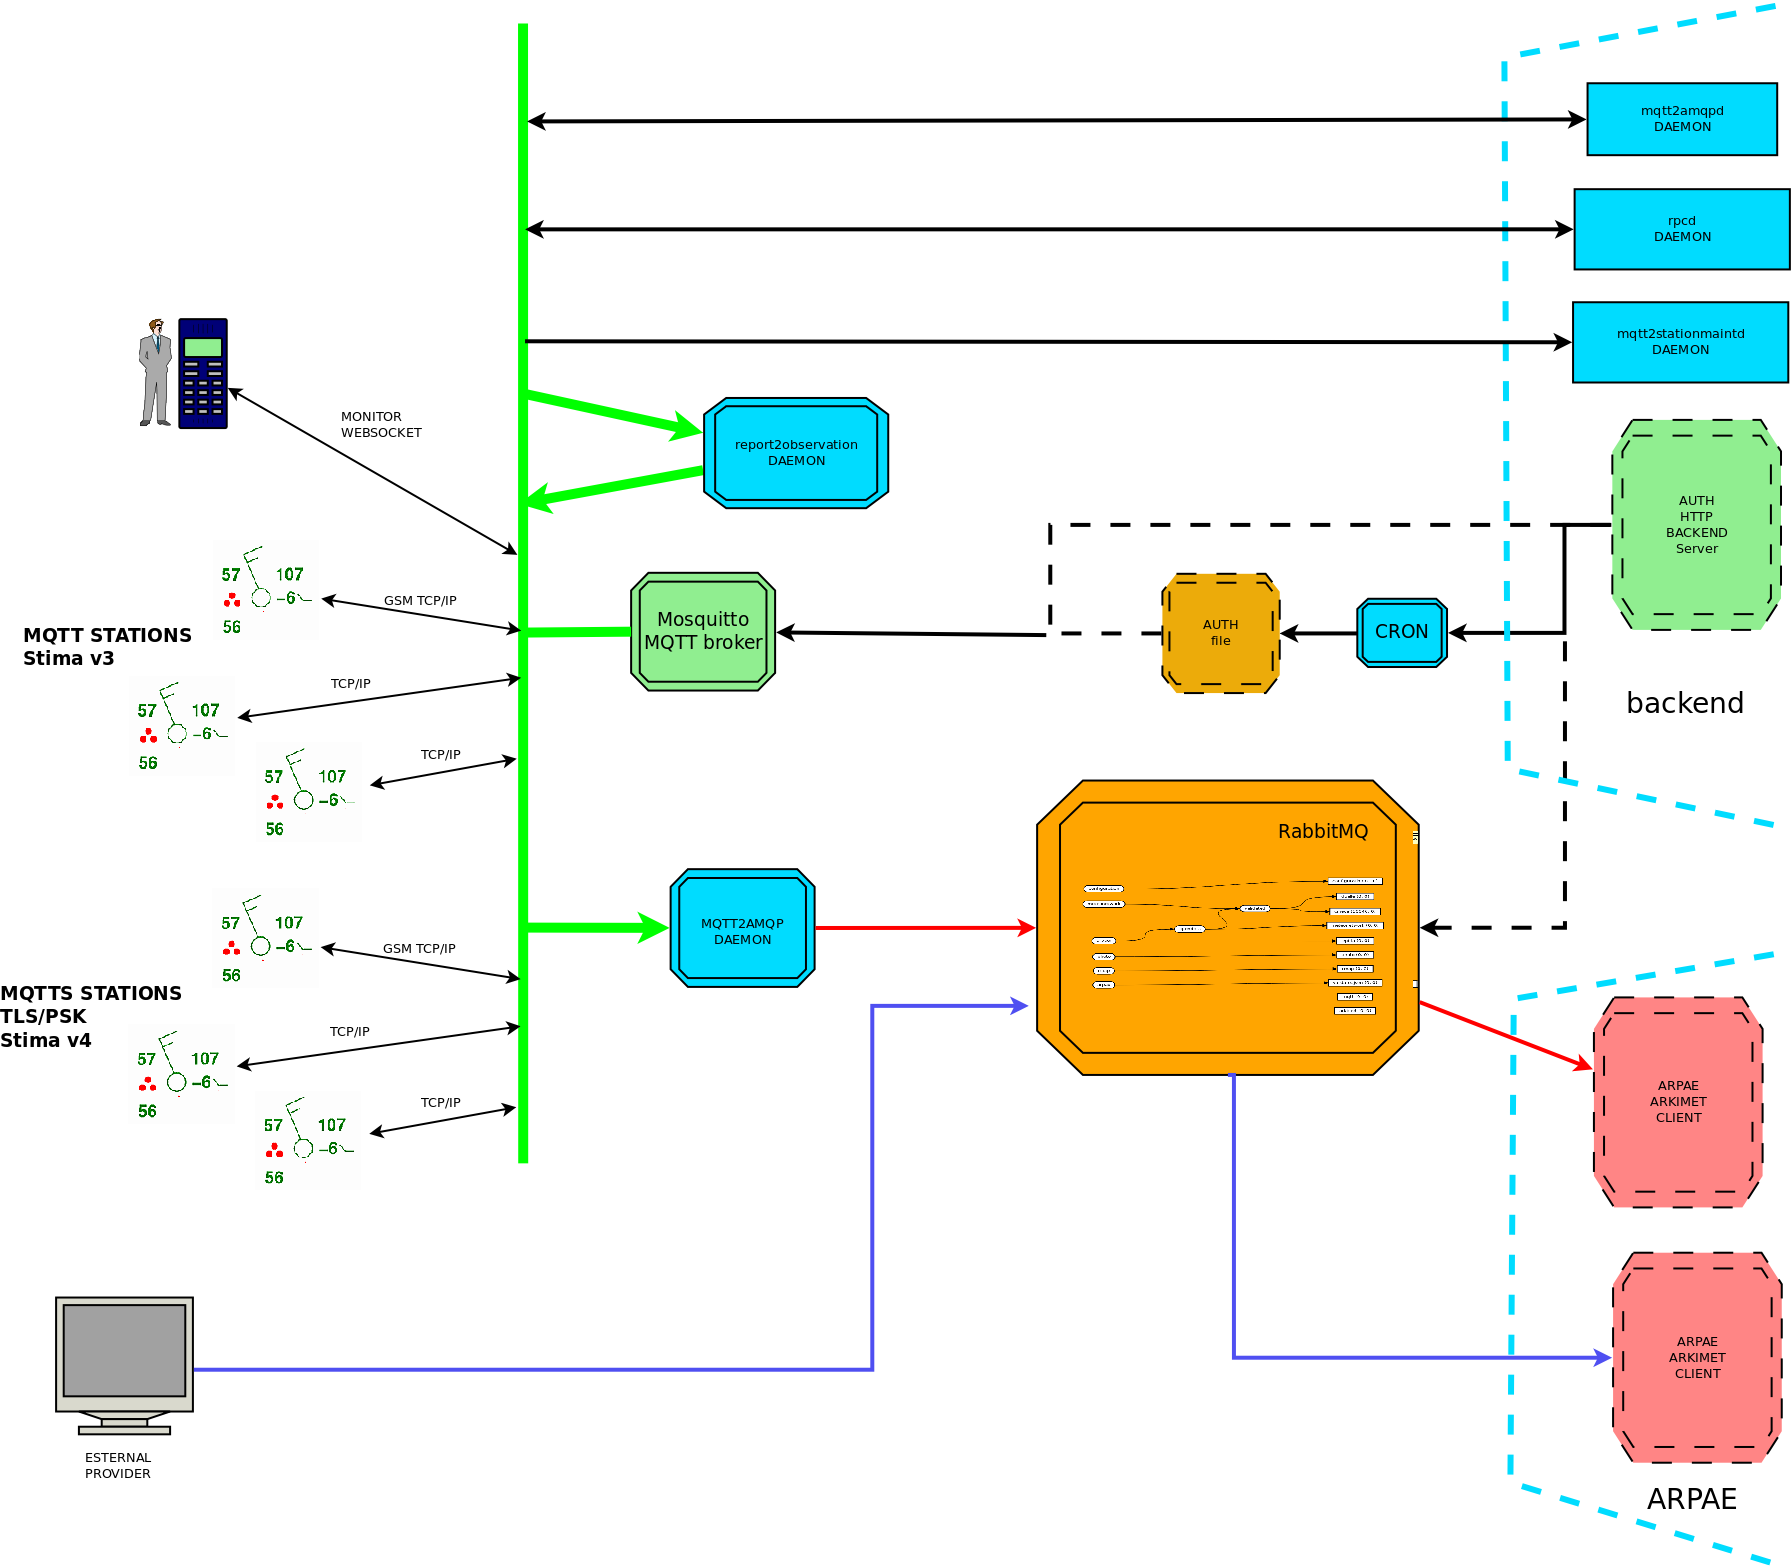 mqtt2amqpd
DAEMON
rpcd
DAEMON
mqtt2stationmaintd
DAEMON
MONITOR
WEBSOCKET
report2observation
DAEMON
AUTH
HTTP
BACKEND
Server
57 107
-6
56
GSM TCP/IP
MQTT STATIONS
Stima v3
Mosquitto
MQTT broker
AUTH
file
CRON
TCP/IP
57 107
-6
56
backend
TCP/IP
57 107
-6
56
RabbitMQ
validated
57 107
-6
56
GSM TCP/IP
MQTT2AMQP
DAEMON
MQTTS STATIONS
TLS/PSK
Stima v4
TCP/IP
57 107
-6
56
TCP/IP
57 107
-6
56
ARPAE
ARKIMET
CLIENT
ARPAE
ARKIMET
CLIENT
ESTERNAL
PROVIDER
ARPAE